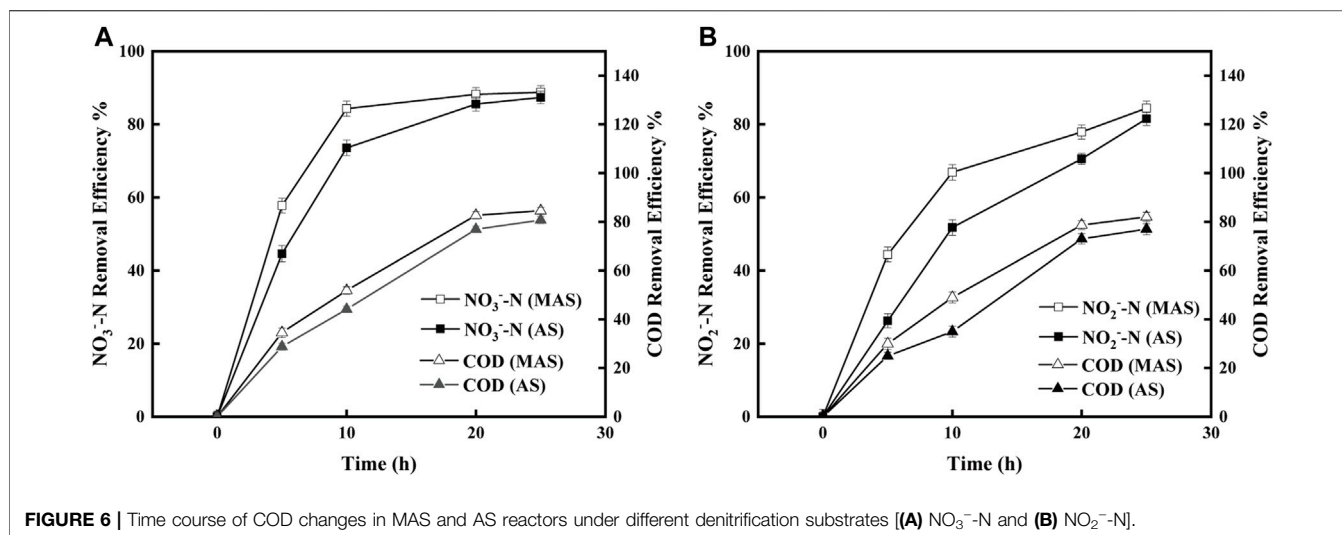 A
100
80
60
40
20
0
NO₃⁻-N Removal Efficiency %
140
120
100
80
60
40
20
0
COD Removal Efficiency %
NO₃⁻-N (MAS)
NO₃⁻-N (AS)
COD (MAS)
COD (AS)
0 10 20 30
Time (h)
B
100
80
60
40
20
0
NO₂⁻-N Removal Efficiency %
140
120
100
80
60
40
20
0
COD Removal Efficiency %
NO₂⁻-N (MAS)
NO₂⁻-N (AS)
COD (MAS)
COD (AS)
0 10 20 30
Time (h)
FIGURE 6 | Time course of COD changes in MAS and AS reactors under different denitrification substrates [(A) NO₃⁻-N and (B) NO₂⁻-N].